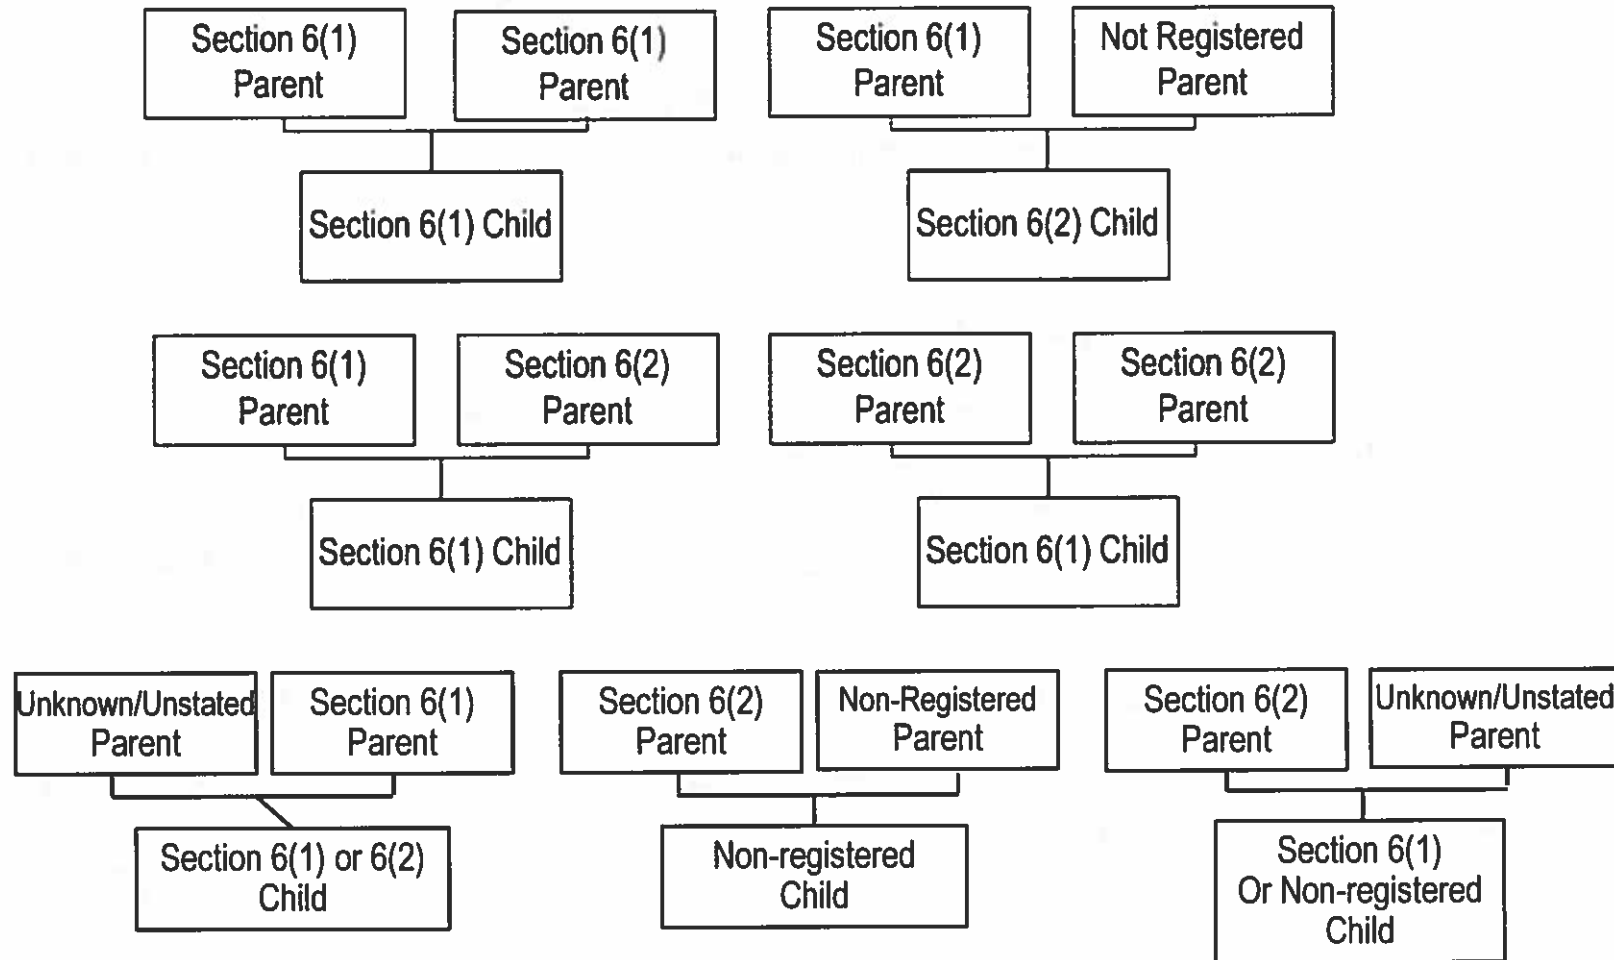 Section 6(1)
Parent
Section 6(1)
Parent
Section 6(1)
Parent
Not Registered
Parent
Section 6(1) Child
Section 6(2) Child
Section 6(1)
Parent
Section 6(2)
Parent
Section 6(2)
Parent
Section 6(2)
Parent
Section 6(1) Child
Section 6(1) Child
Unknown/Unstated
Parent
Section 6(1)
Parent
Section 6(2)
Parent
Non-Registered
Parent
Section 6(2)
Parent
Unknown/Unstated
Parent
Section 6(1) or 6(2)
Child
Non-registered
Child
Section 6(1)
Or Non-registered
Child